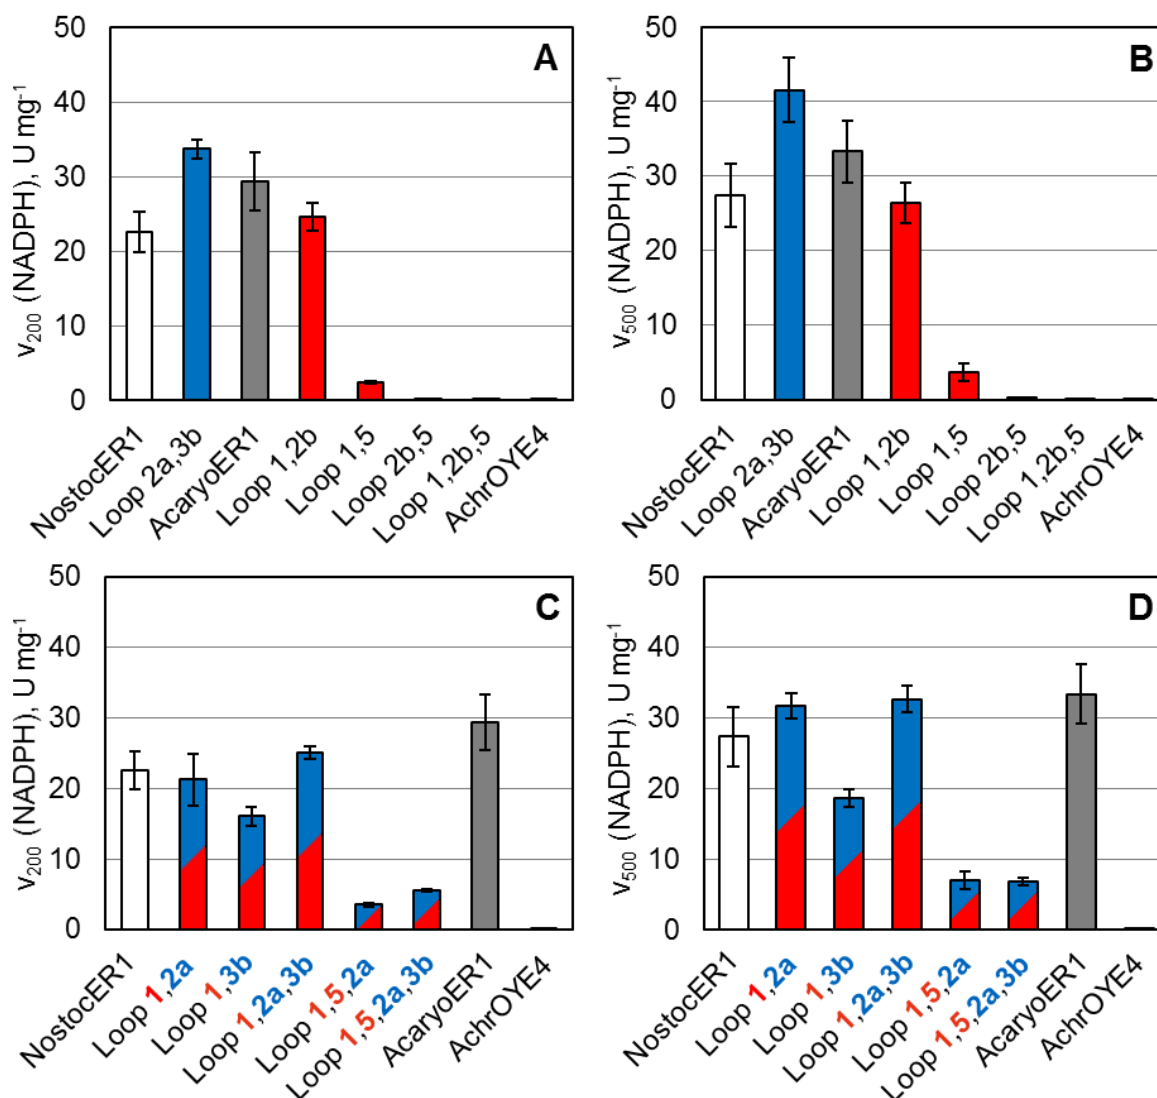 50
40
30
20
10
0
v200 (NADPH), U mg-1
A
NostocER1
Loop 2a,3b
AcaryoER1
Loop 1,2b
Loop 1,5
Loop 2b,5
Loop 1,2b,5
AchrOYE4
50
40
30
20
10
0
v500 (NADPH), U mg-1
B
NostocER1
Loop 2a,3b
AcaryoER1
Loop 1,2b
Loop 1,5
Loop 2b,5
Loop 1,2b,5
AchrOYE4
50
40
30
20
10
0
v200 (NADPH), U mg-1
C
NostocER1
Loop 1,2a
Loop 1,3b
Loop 1,2a,3b
Loop 1,5,2a
Loop 1,5,2a,3b
AcaryoER1
AchrOYE4
50
40
30
20
10
0
v500 (NADPH), U mg-1
D
NostocER1
Loop 1,2a
Loop 1,3b
Loop 1,2a,3b
Loop 1,5,2a
Loop 1,5,2a,3b
AcaryoER1
AchrOYE4